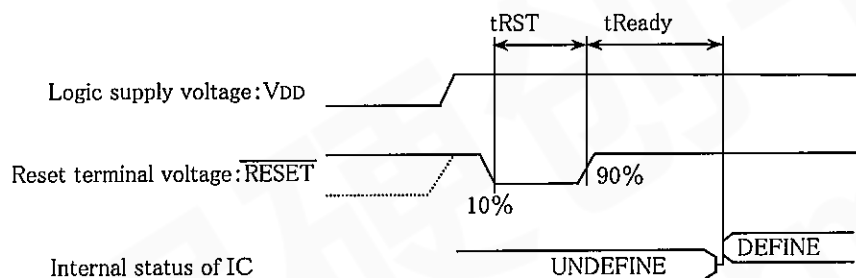 tRST tReady
Logic supply voltage:VDD
Reset terminal voltage:RESET
10% 90%
Internal status of IC UNDEFINE DEFINE